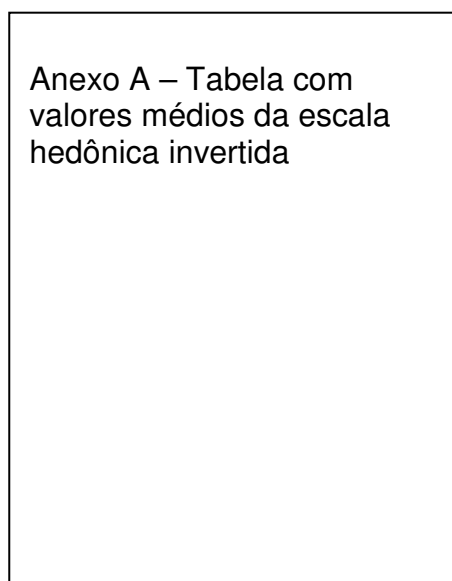 Anexo A – Tabela com
valores médios da escala
hedônica invertida